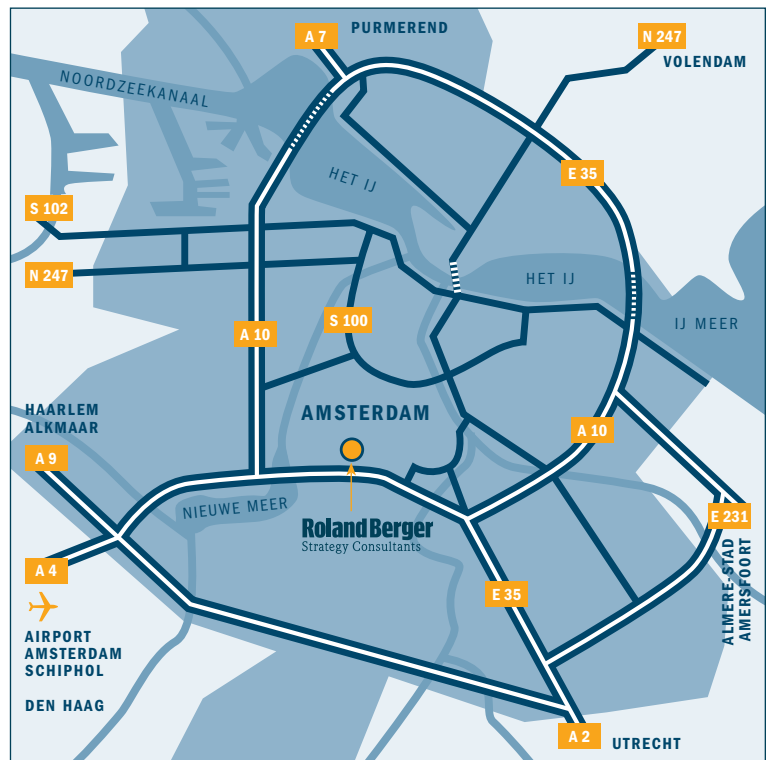 A 7
PURMEREND
N 247
VOLENDAM
NOORDZEEKANAAL
HET IJ
E 35
S 102
N 247
HET IJ
S 100
A 10
IJ MEER
HAARLEM
ALKMAAR
AMSTERDAM
A 10
A 9
NIEUWE MEER
E 231
Roland Berger
Strategy Consultants
A 4
E 35
ALMERE-STAD
AMERSFOORT
AIRPORT
AMSTERDAM
SCHIPHOL
DEN HAAG
A 2
UTRECHT